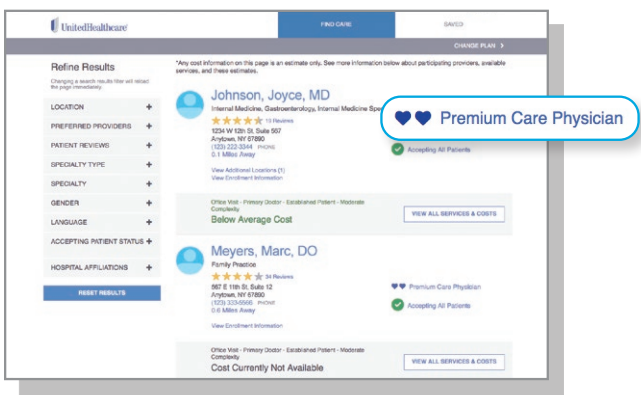 UnitedHealthcare
FIND CARE
SAVED
CHANGE PLAN >
Refine Results
Changing a search results filter will reload
the page immediately.
LOCATION +
PREFERRED PROVIDERS +
PATIENT REVIEWS +
SPECIALTY TYPE +
SPECIALTY +
GENDER +
LANGUAGE +
ACCEPTING PATIENT STATUS +
HOSPITAL AFFILIATIONS +
RESET RESULTS
*Any cost information on this page is an estimate only. See more information below about participating providers, available
services, and these estimates.
Johnson, Joyce, MD
Internal Medicine, Gastroenterology, Internal Medicine Spe
13 Reviews
1234 W 12th St, Suite 567
Anytown, NY 67890
(123) 222-3344 PHONE
0.1 Miles Away
View Additional Locations (1)
View Enrollment Information
Premium Care Physician
Accepting All Patients
Office Visit - Primary Doctor - Established Patient - Moderate
Complexity
Below Average Cost
VIEW ALL SERVICES & COSTS
Meyers, Marc, DO
Family Practice
34 Reviews
567 E 11th St, Suite 12
Anytown, NY 67890
(123) 333-5566 PHONE
0.6 Miles Away
View Enrollment Information
Premium Care Physician
Accepting All Patients
Office Visit - Primary Doctor - Established Patient - Moderate
Complexity
Cost Currently Not Available
VIEW ALL SERVICES & COSTS